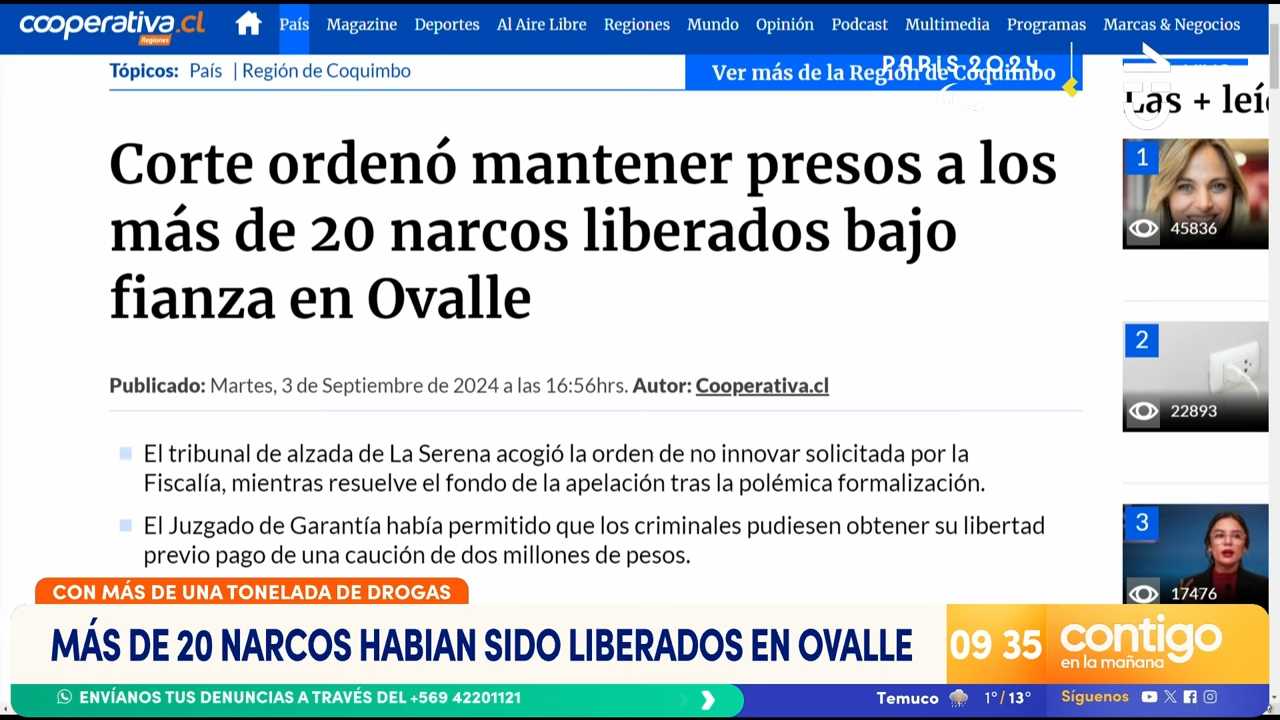 cooperativa.cl
Regiones
País Magazine Deportes Al Aire Libre Regiones Mundo Opinión Podcast Multimedia Programas Marcas & Negocios
Tópicos: País | Región de Coquimbo
Ver más de la Región de Coquimbo
PARIS 2024
Las + leí
Corte ordenó mantener presos a los
más de 20 narcos liberados bajo
fianza en Ovalle
Publicado: Martes, 3 de Septiembre de 2024 a las 16:56hrs. Autor: Cooperativa.cl
El tribunal de alzada de La Serena acogió la orden de no innovar solicitada por la
Fiscalía, mientras resuelve el fondo de la apelación tras la polémica formalización.
El Juzgado de Garantía había permitido que los criminales pudiesen obtener su libertad
previo pago de una caución de dos millones de pesos.
1
45836
2
22893
3
17476
CON MÁS DE UNA TONELADA DE DROGAS
MÁS DE 20 NARCOS HABIAN SIDO LIBERADOS EN OVALLE
09 35
contigo
en la mañana
ENVÍANOS TUS DENUNCIAS A TRAVÉS DEL +569 42201121
Temuco 1°/13°
Síguenos